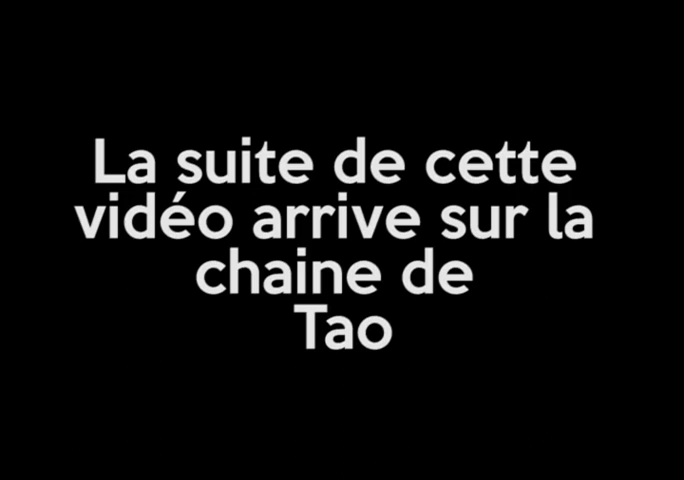 La suite de cette
vidéo arrive sur la
chaine de
Tao